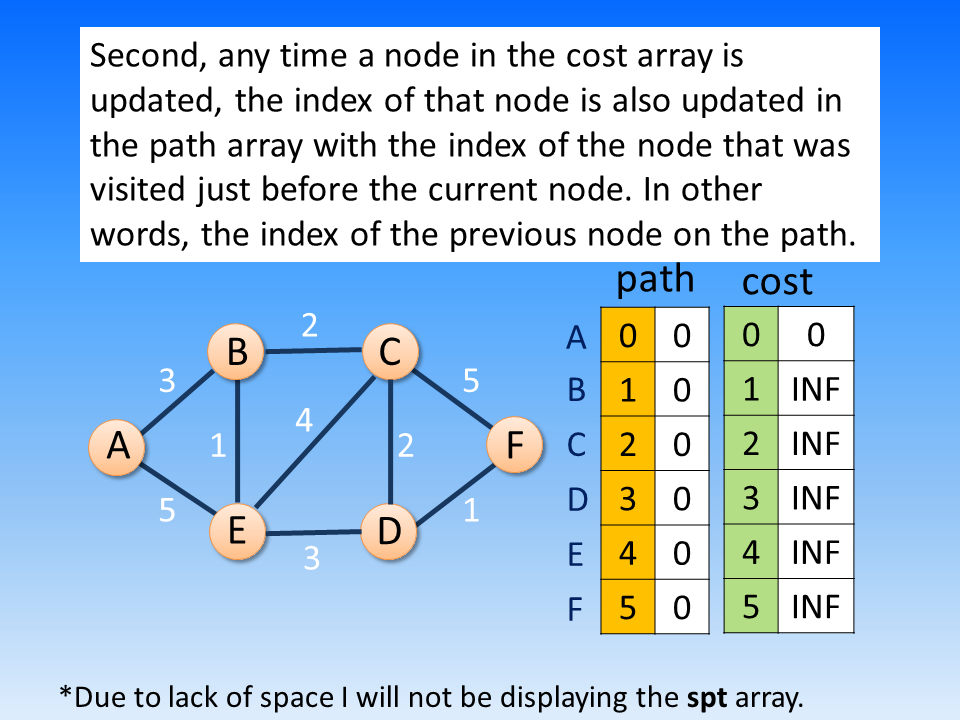 Second, any time a node in the cost array is
updated, the index of that node is also updated in
the path array with the index of the node that was
visited just before the current node. In other
words, the index of the previous node on the path.
path cost
A 0 0 0 0
B 1 0 1 INF
C 2 0 2 INF
D 3 0 3 INF
E 4 0 4 INF
F 5 0 5 INF
2
B C
3 5
4
A 1 2 F
5 1
E D
3
*Due to lack of space I will not be displaying the spt array.